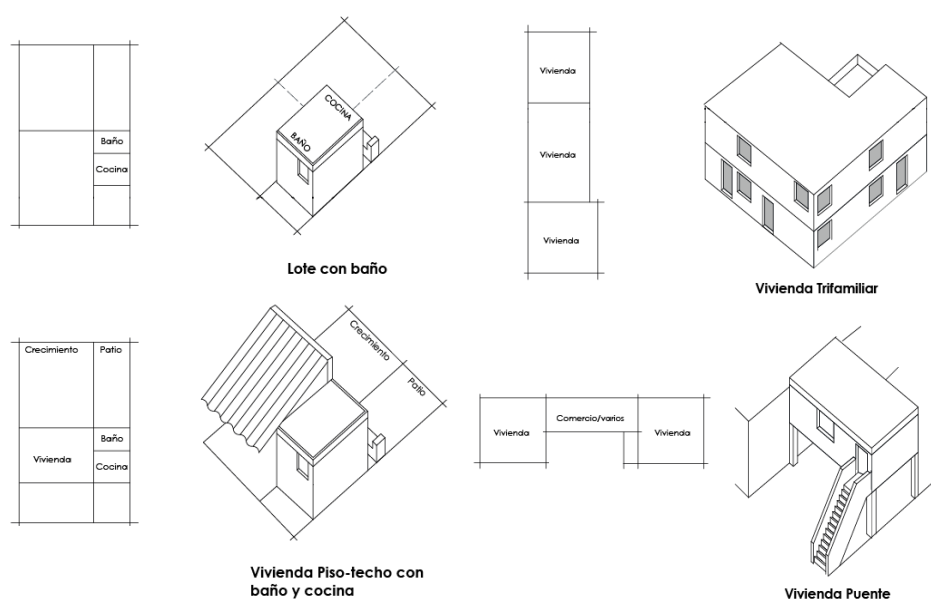 Baño
Cocina
COCINA
BAÑO
Lote con baño
Vivienda
Vivienda
Vivienda
Vivienda Trifamiliar
Crecimiento
Patio
Baño
Vivienda
Cocina
Crecimiento
Patio
Vivienda Piso-techo con
baño y cocina
Vivienda
Comercio/varios
Vivienda
Vivienda Puente